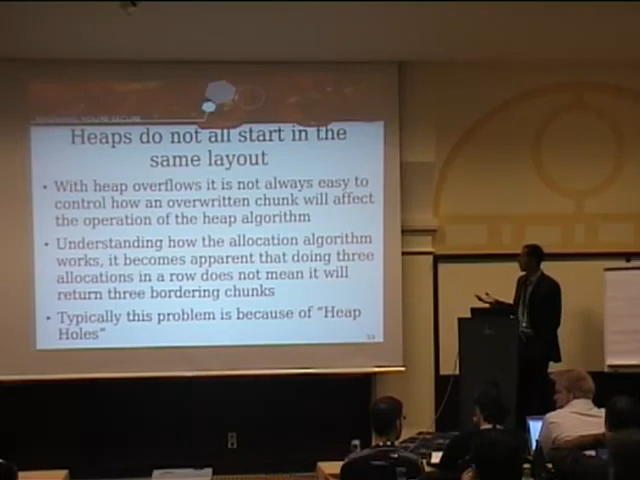 Heaps do not all start in the
same layout
• With heap overflows it is not always easy to
control how an overwritten chunk will affect
the operation of the heap algorithm
• Understanding how the allocation algorithm
works, it becomes apparent that doing three
allocations in a row does not mean it will
return three bordering chunks
• Typically this problem is because of “Heap
Holes”